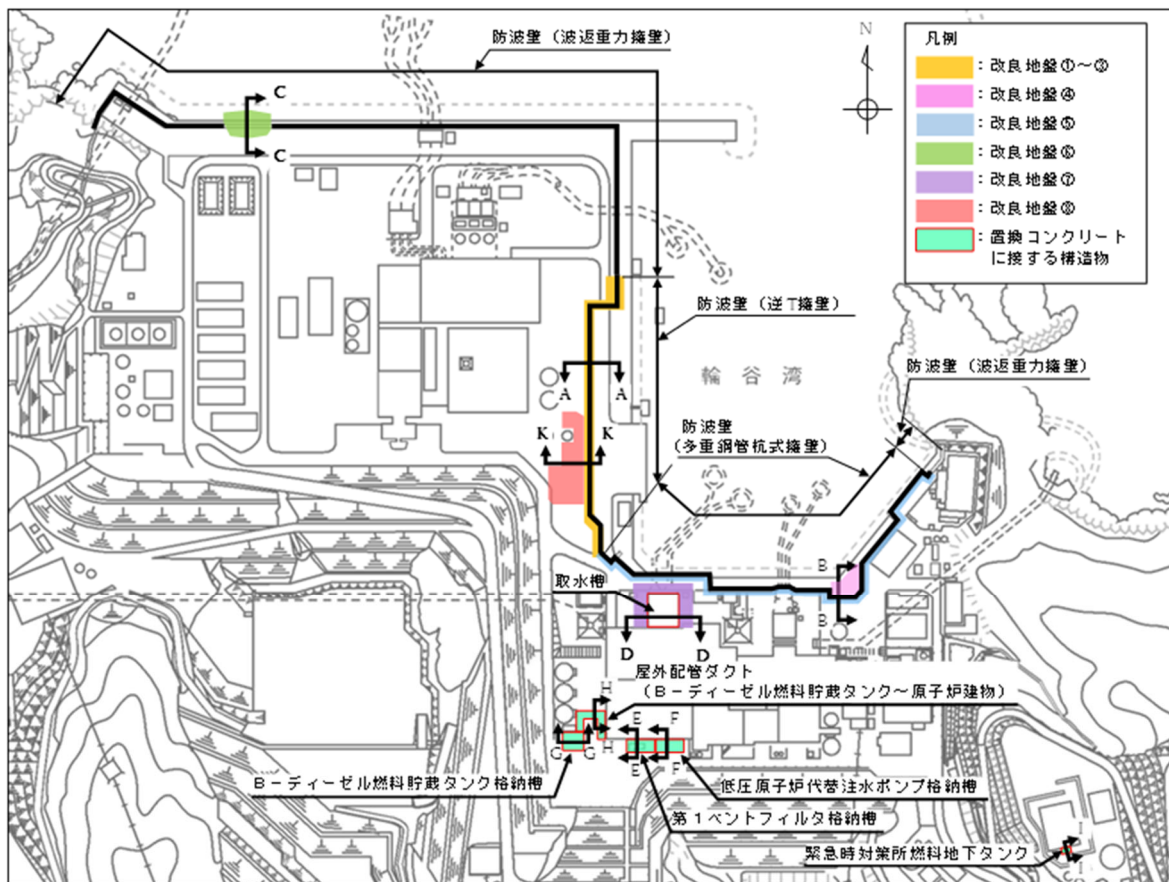 防波壁（波返重力擁壁）
N
凡例
：改良地盤①～③
：改良地盤④
：改良地盤⑤
：改良地盤⑥
：改良地盤⑦
：改良地盤⑧
：置換コンクリート
に接する構造物
C
C
防波壁（逆T擁壁）
輪谷湾
防波壁（波返重力擁壁）
A
A
防波壁
（多重鋼管杭式擁壁）
K
K
B
B
取水槽
D
D
屋外配管ダクト
（B－ディーゼル燃料貯蔵タンク～原子炉建物）
H
H
G
G
E
E
F
F
B－ディーゼル燃料貯蔵タンク格納槽
低圧原子炉代替注水ポンプ格納槽
第1ベントフィルタ格納槽
緊急時対策所燃料地下タンク
I